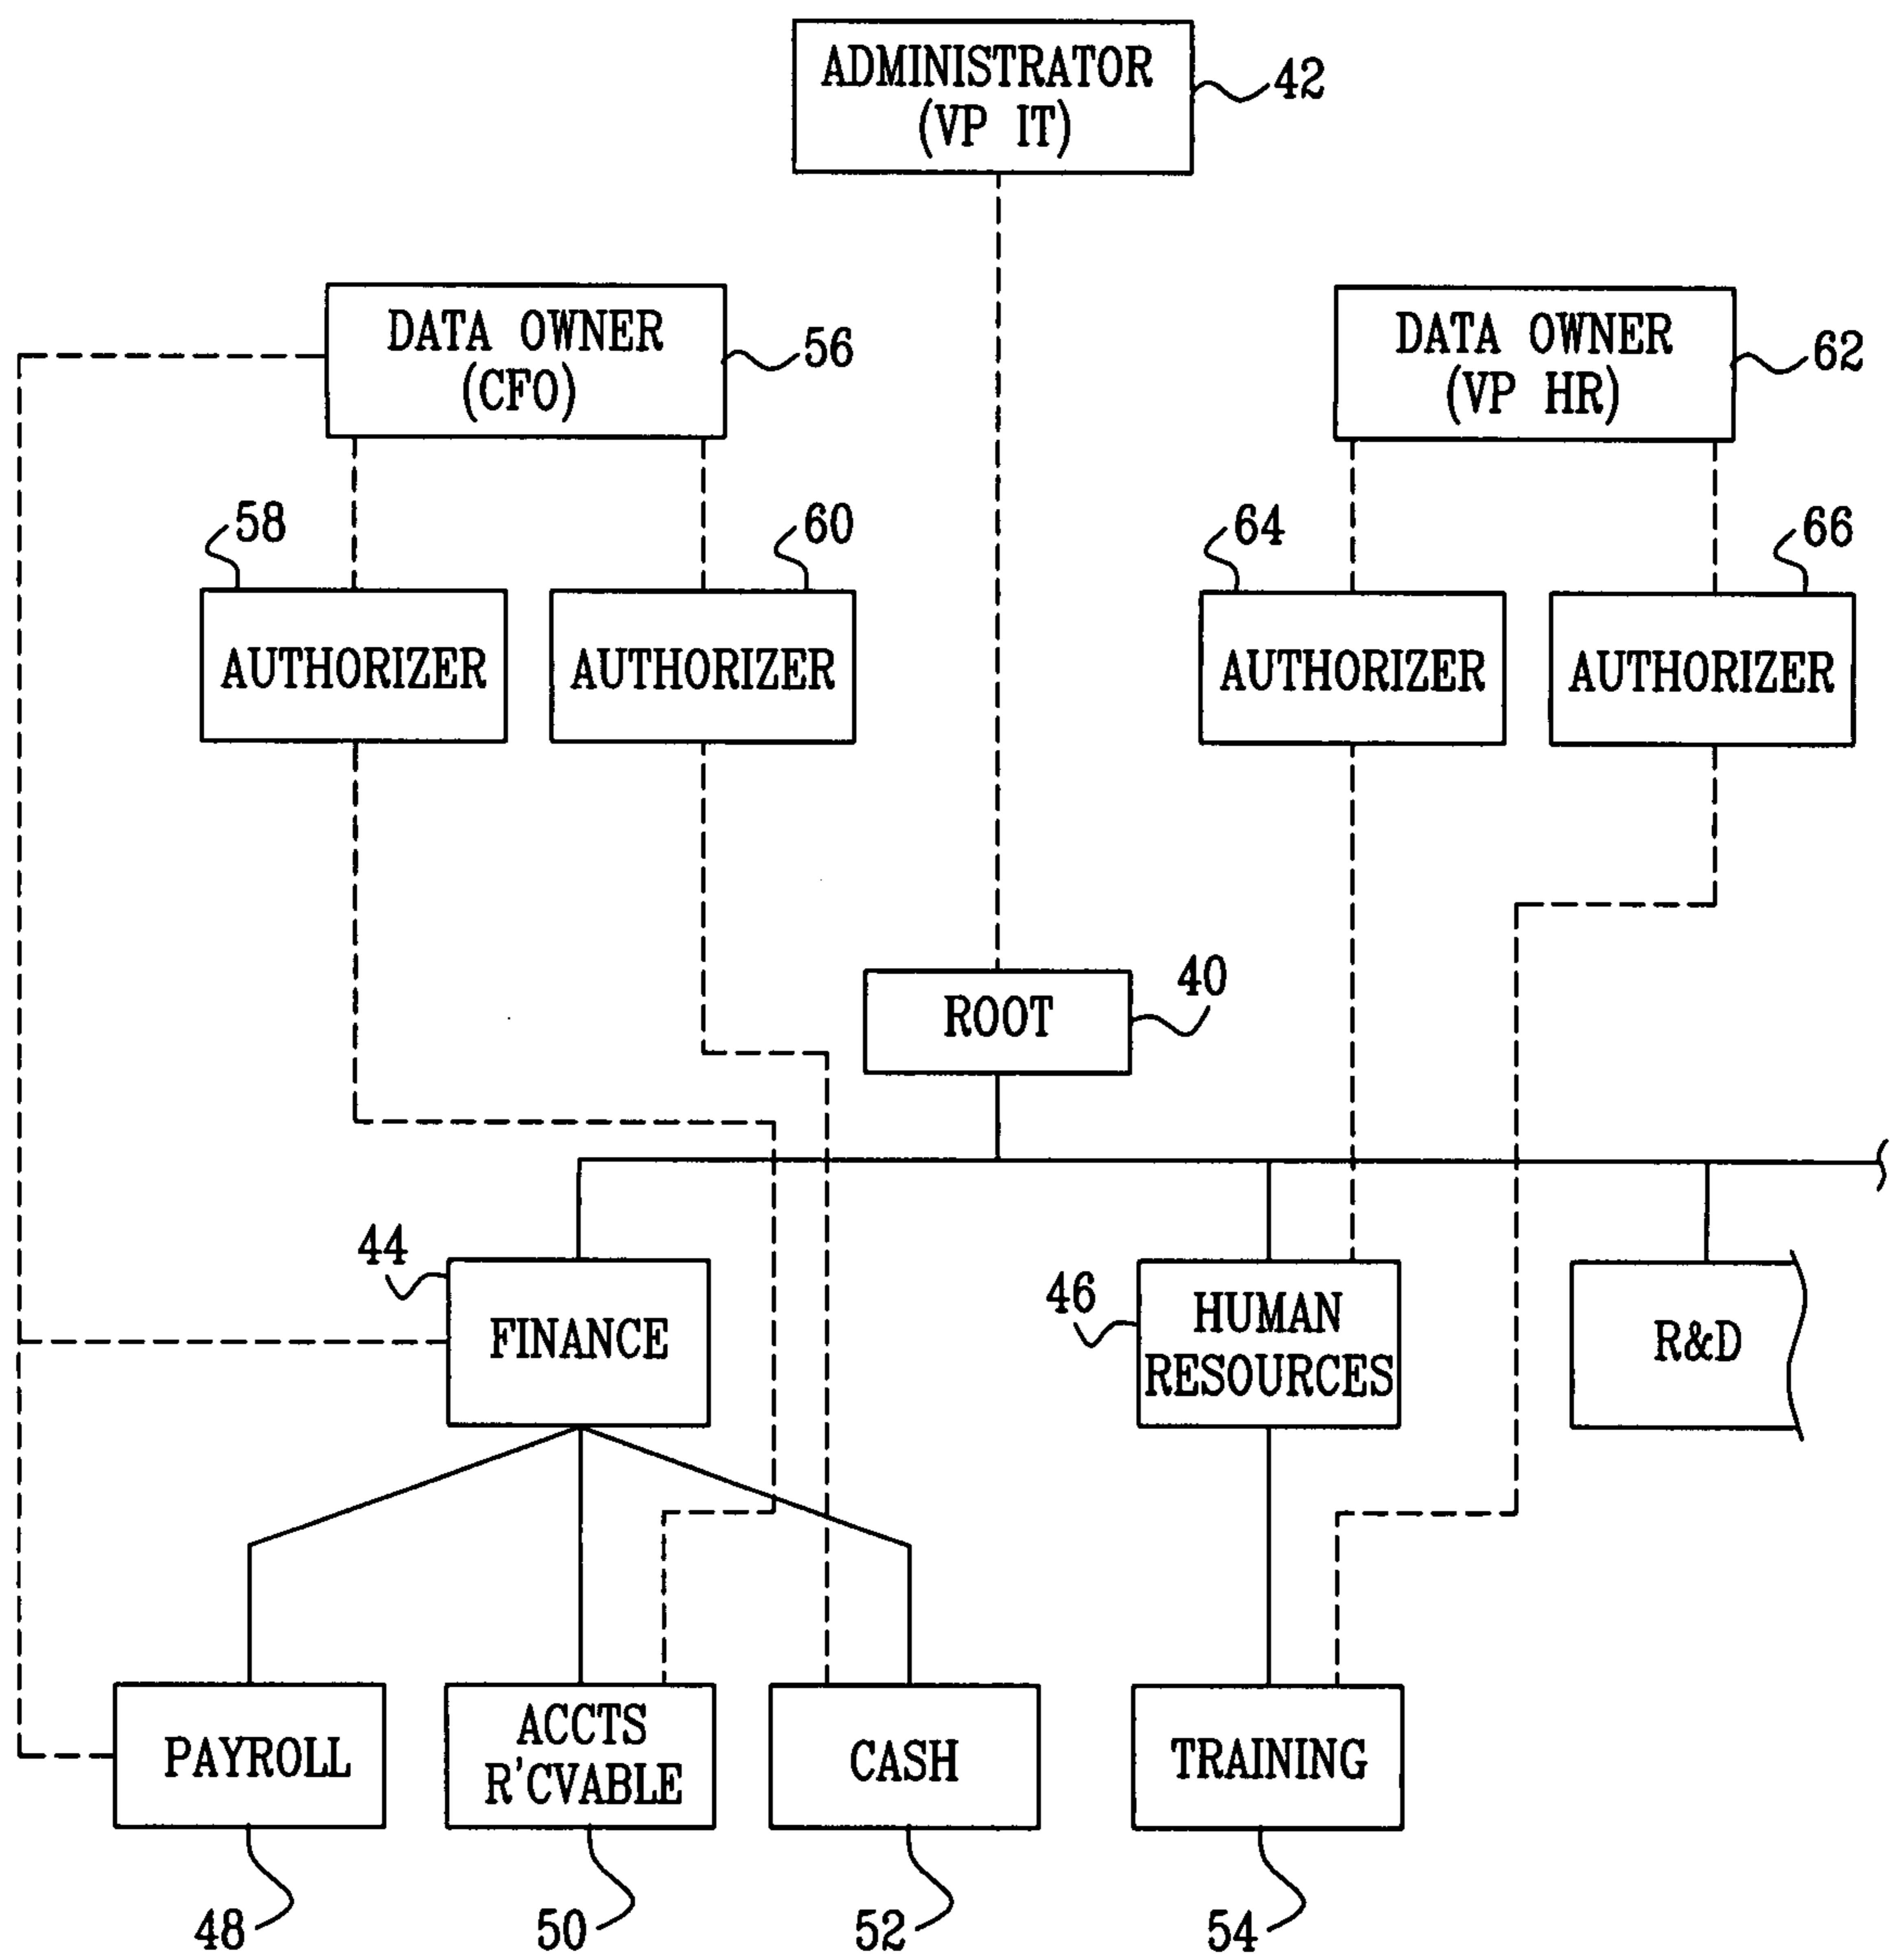 ADMINISTRATOR
(VP IT)
42
DATA OWNER
(CFO)
56
DATA OWNER
(VP HR)
62
58
60
64
66
AUTHORIZER
AUTHORIZER
AUTHORIZER
AUTHORIZER
ROOT
40
44
FINANCE
46
HUMAN
RESOURCES
R&D
PAYROLL
ACCTS
R'CVABLE
CASH
TRAINING
48
50
52
54